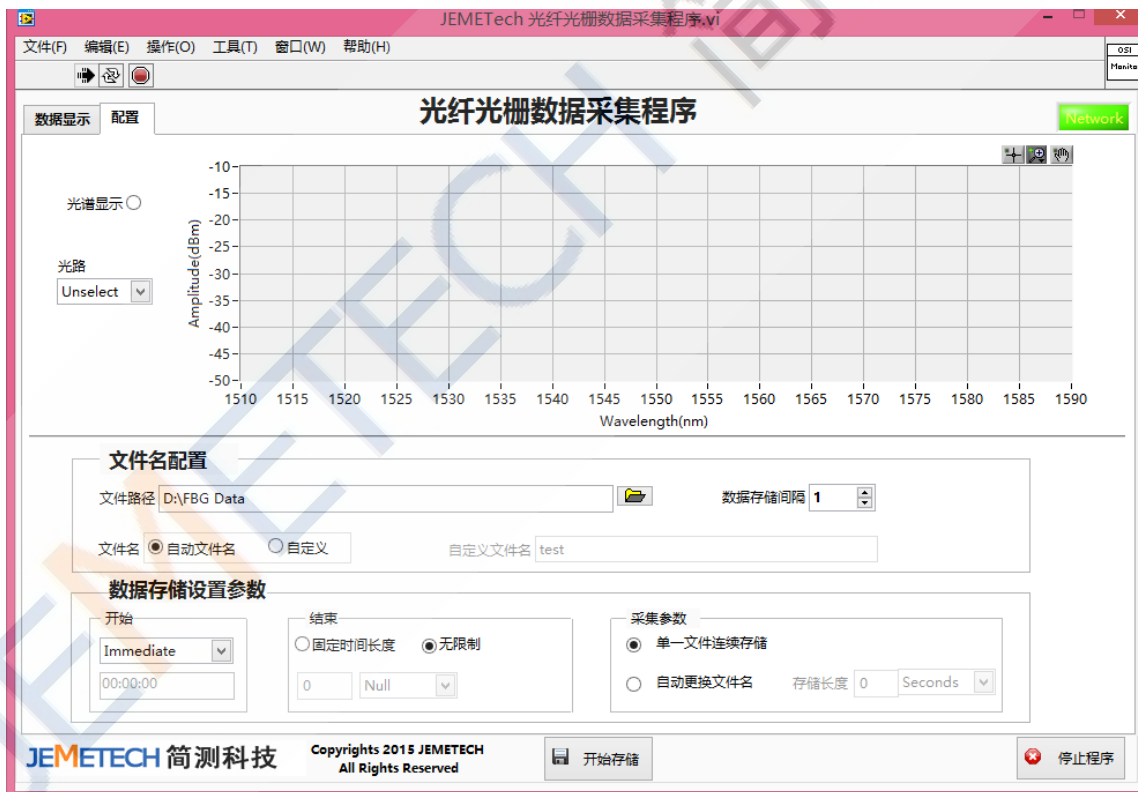 JEMETech 光纤光栅数据采集程序.vi
文件(F) 编辑(E) 操作(O) 工具(T) 窗口(W) 帮助(H)
OSI
数据显示 配置
光纤光栅数据采集程序
Network
光谱显示
光路
Unselect
Amplitude(dBm)
-10
-15
-20
-25
-30
-35
-40
-45
-50
1510 1515 1520 1525 1530 1535 1540 1545 1550 1555 1560 1565 1570 1575 1580 1585 1590
Wavelength(nm)
文件名配置
文件路径 D:\FBG Data 数据存储间隔 1
文件名 自动文件名 自定义 自定义文件名 test
数据存储设置参数
开始 结束 采集参数
Immediate 固定时间长度 无限制 单一文件连续存储
00:00:00 0 Null 自动更换文件名 存储长度 0 Seconds
JEMETECH 简测科技
Copyrights 2015 JEMETECH
All Rights Reserved
开始存储
停止程序
JEMETECH 简